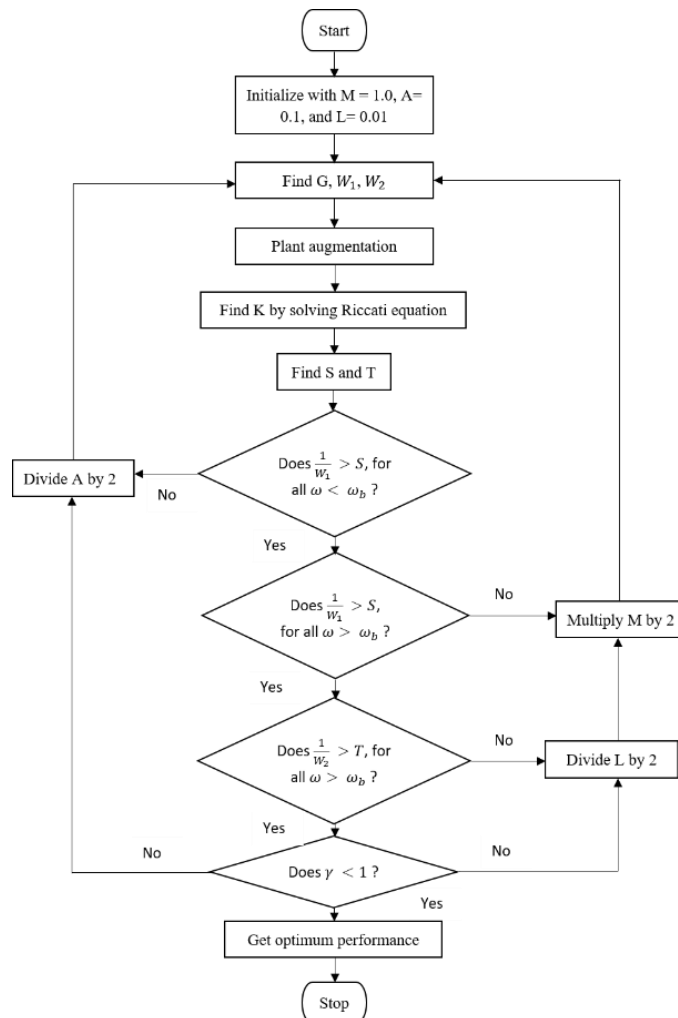 Start
Initialize with M = 1.0, A=
0.1, and L= 0.01
Find G, W₁, W₂
Plant augmentation
Find K by solving Riccati equation
Find S and T
Does 1/W₁ > S, for
all ω < ω_b ?
Divide A by 2
No
Yes
Does 1/W₁ > S,
for all ω > ω_b ?
No
Multiply M by 2
Yes
Does 1/W₂ > T, for
all ω > ω_b ?
No
Divide L by 2
Yes
No
Does γ < 1 ?
No
Yes
Get optimum performance
Stop